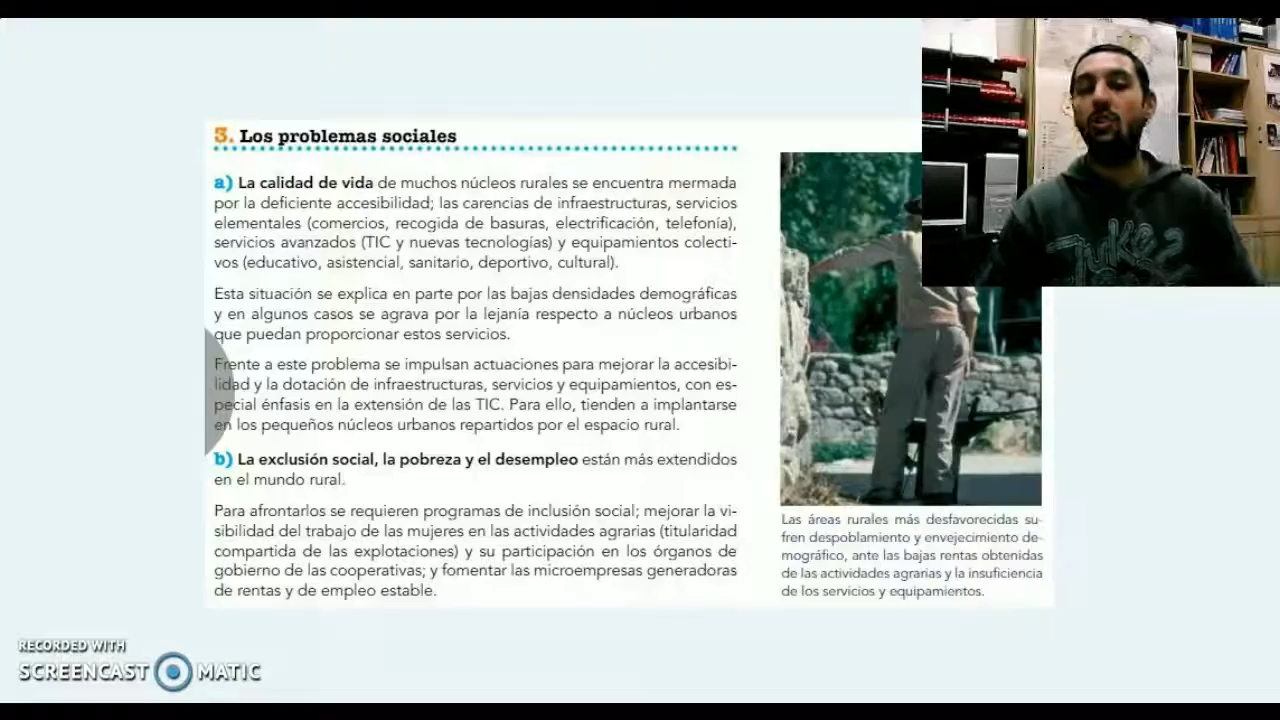 3. Los problemas sociales
a) La calidad de vida de muchos núcleos rurales se encuentra mermada
por la deficiente accesibilidad; las carencias de infraestructuras, servicios
elementales (comercios, recogida de basuras, electrificación, telefonía),
servicios avanzados (TIC y nuevas tecnologías) y equipamientos colecti-
vos (educativo, asistencial, sanitario, deportivo, cultural).
Esta situación se explica en parte por las bajas densidades demográficas
y en algunos casos se agrava por la lejanía respecto a núcleos urbanos
que puedan proporcionar estos servicios.
Frente a este problema se impulsan actuaciones para mejorar la accesibi-
lidad y la dotación de infraestructuras, servicios y equipamientos, con es-
pecial énfasis en la extensión de las TIC. Para ello, tienden a implantarse
en los pequeños núcleos urbanos repartidos por el espacio rural.
b) La exclusión social, la pobreza y el desempleo están más extendidos
en el mundo rural.
Para afrontarlos se requieren programas de inclusión social; mejorar la vi-
sibilidad del trabajo de las mujeres en las actividades agrarias (titularidad
compartida de las explotaciones) y su participación en los órganos de
gobierno de las cooperativas; y fomentar las microempresas generadoras
de rentas y de empleo estable.
Las áreas rurales más desfavorecidas su-
fren despoblamiento y envejecimiento de-
mográfico, ante las bajas rentas obtenidas
de las actividades agrarias y la insuficiencia
de los servicios y equipamientos.
RECORDED WITH
SCREENCAST MATIC